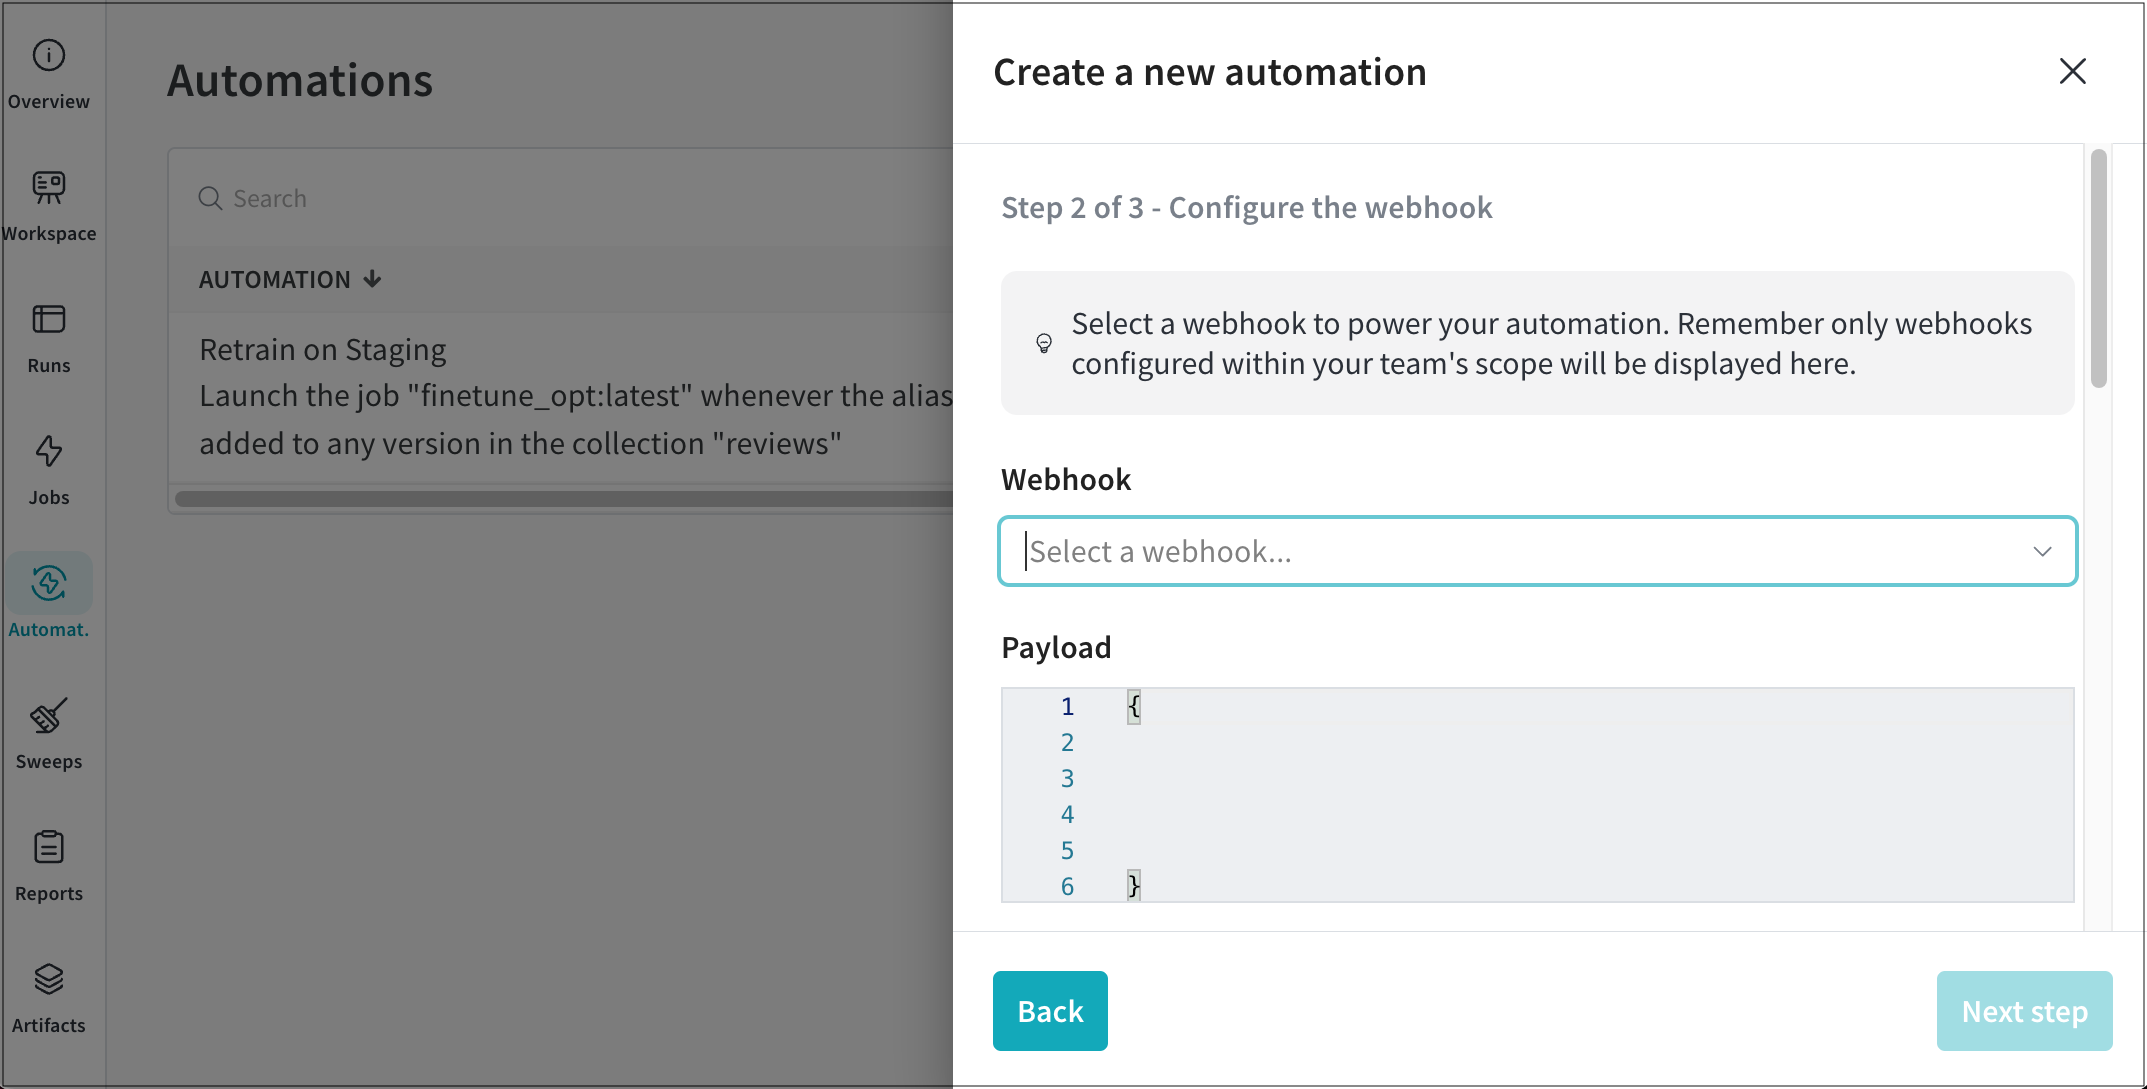 Overview
Workspace
Runs
Jobs
Automat.
Sweeps
Reports
Artifacts
Automations
Search
AUTOMATION
Retrain on Staging
Launch the job "finetune_opt:latest" whenever the alias
added to any version in the collection "reviews"
Create a new automation
Step 2 of 3 - Configure the webhook
Select a webhook to power your automation. Remember only webhooks
configured within your team's scope will be displayed here.
Webhook
Select a webhook...
Payload
1 {
2
3
4
5
6 }
Back
Next step